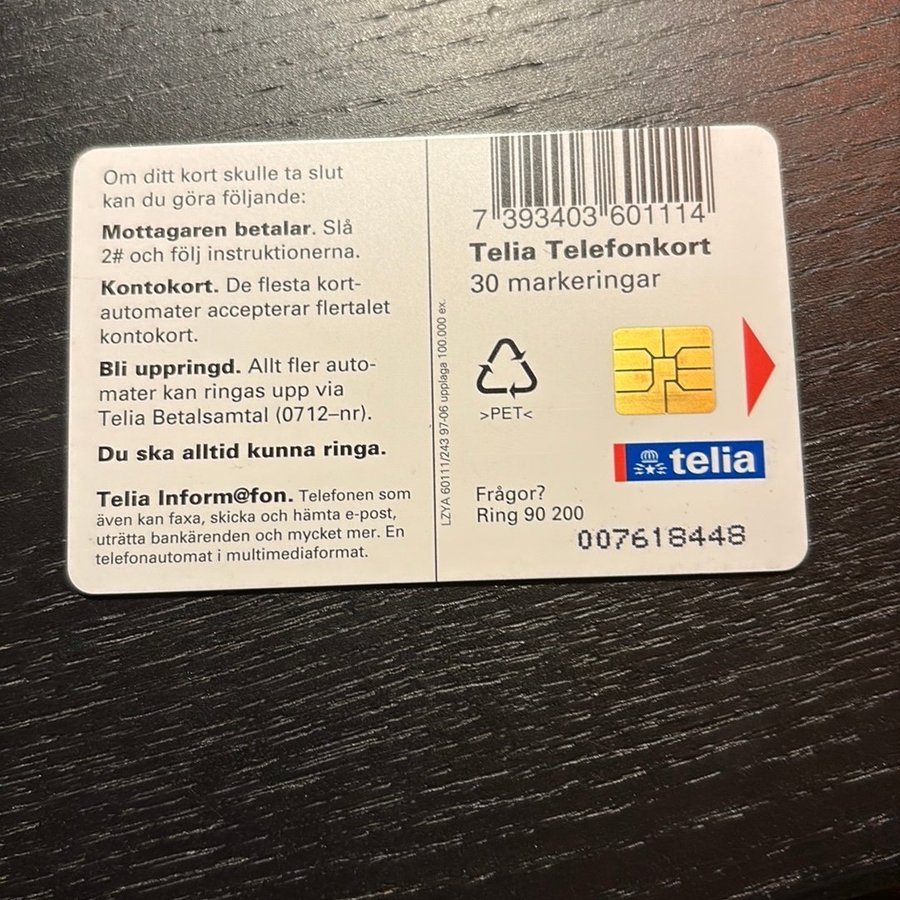 Om ditt kort skulle ta slut
kan du göra följande:
Mottagaren betalar. Slå
2# och följ instruktionerna.
Kontokort. De flesta kort-
automater accepterar flertalet
kontokort.
Bli uppringd. Allt fler auto-
mater kan ringas upp via
Telia Betalsamtal (0712–nr).
Du ska alltid kunna ringa.
Telia Inform@fon. Telefonen som
även kan faxa, skicka och hämta e-post,
uträtta bankärenden och mycket mer. En
telefonautomat i multimediaformat.
LZYA 60111/243 97-06 upplaga 100.000 ex.
7 393403 601114
Telia Telefonkort
30 markeringar
>PET<
telia
Frågor?
Ring 90 200
007618448